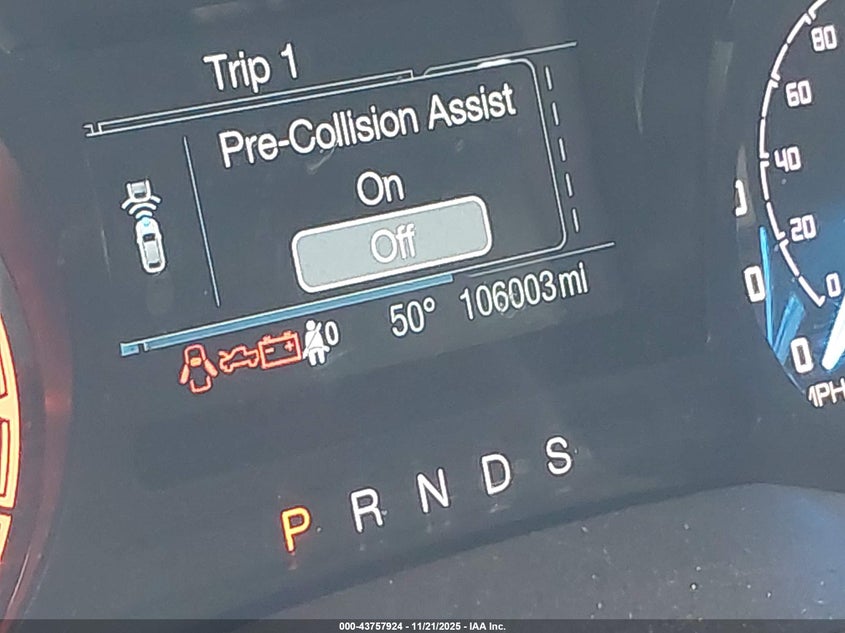 Trip 1
Pre-Collision Assist
On
Off
50° 106003 mi
0
P R N D S
80
60
40
20
0
0
0
MPH
000-43757924 - 11/21/2025 - IAA Inc.